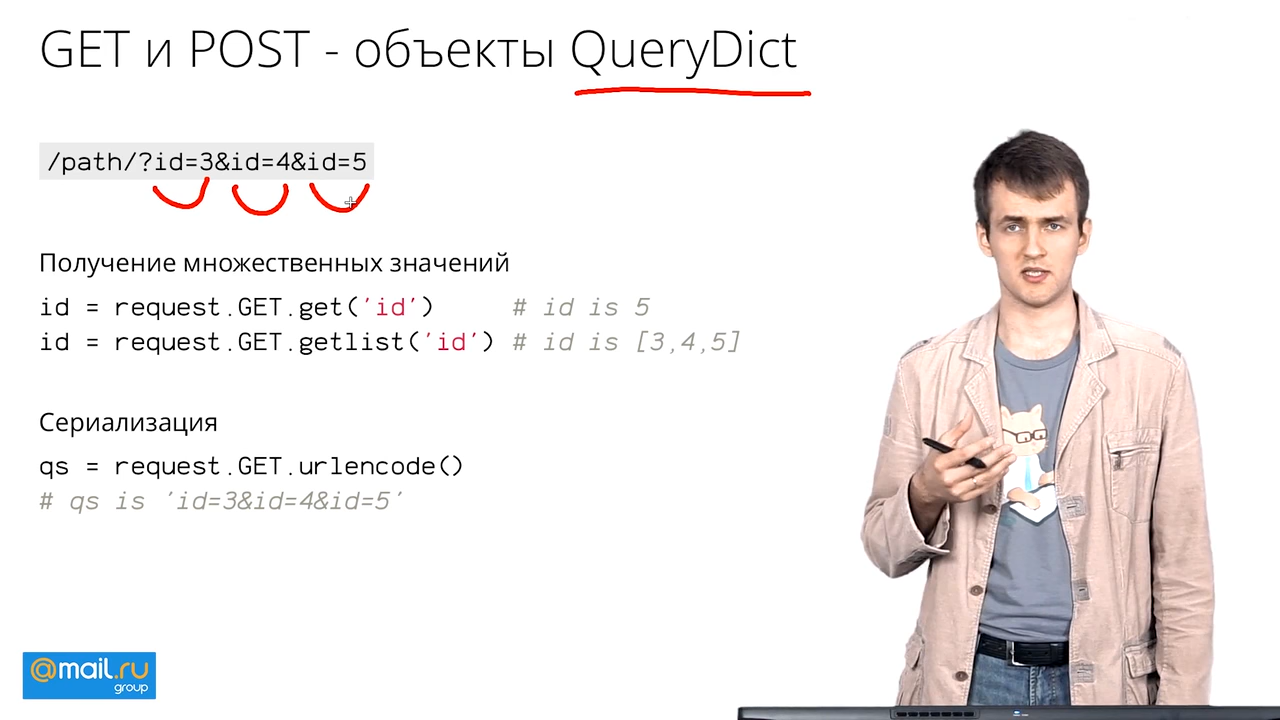 GET и POST - объекты QueryDict
/path/?id=3&id=4&id=5
Получение множественных значений
id = request.GET.get('id') # id is 5
id = request.GET.getlist('id') # id is [3,4,5]
Сериализация
qs = request.GET.urlencode()
# qs is 'id=3&id=4&id=5'
@mail.ru
group